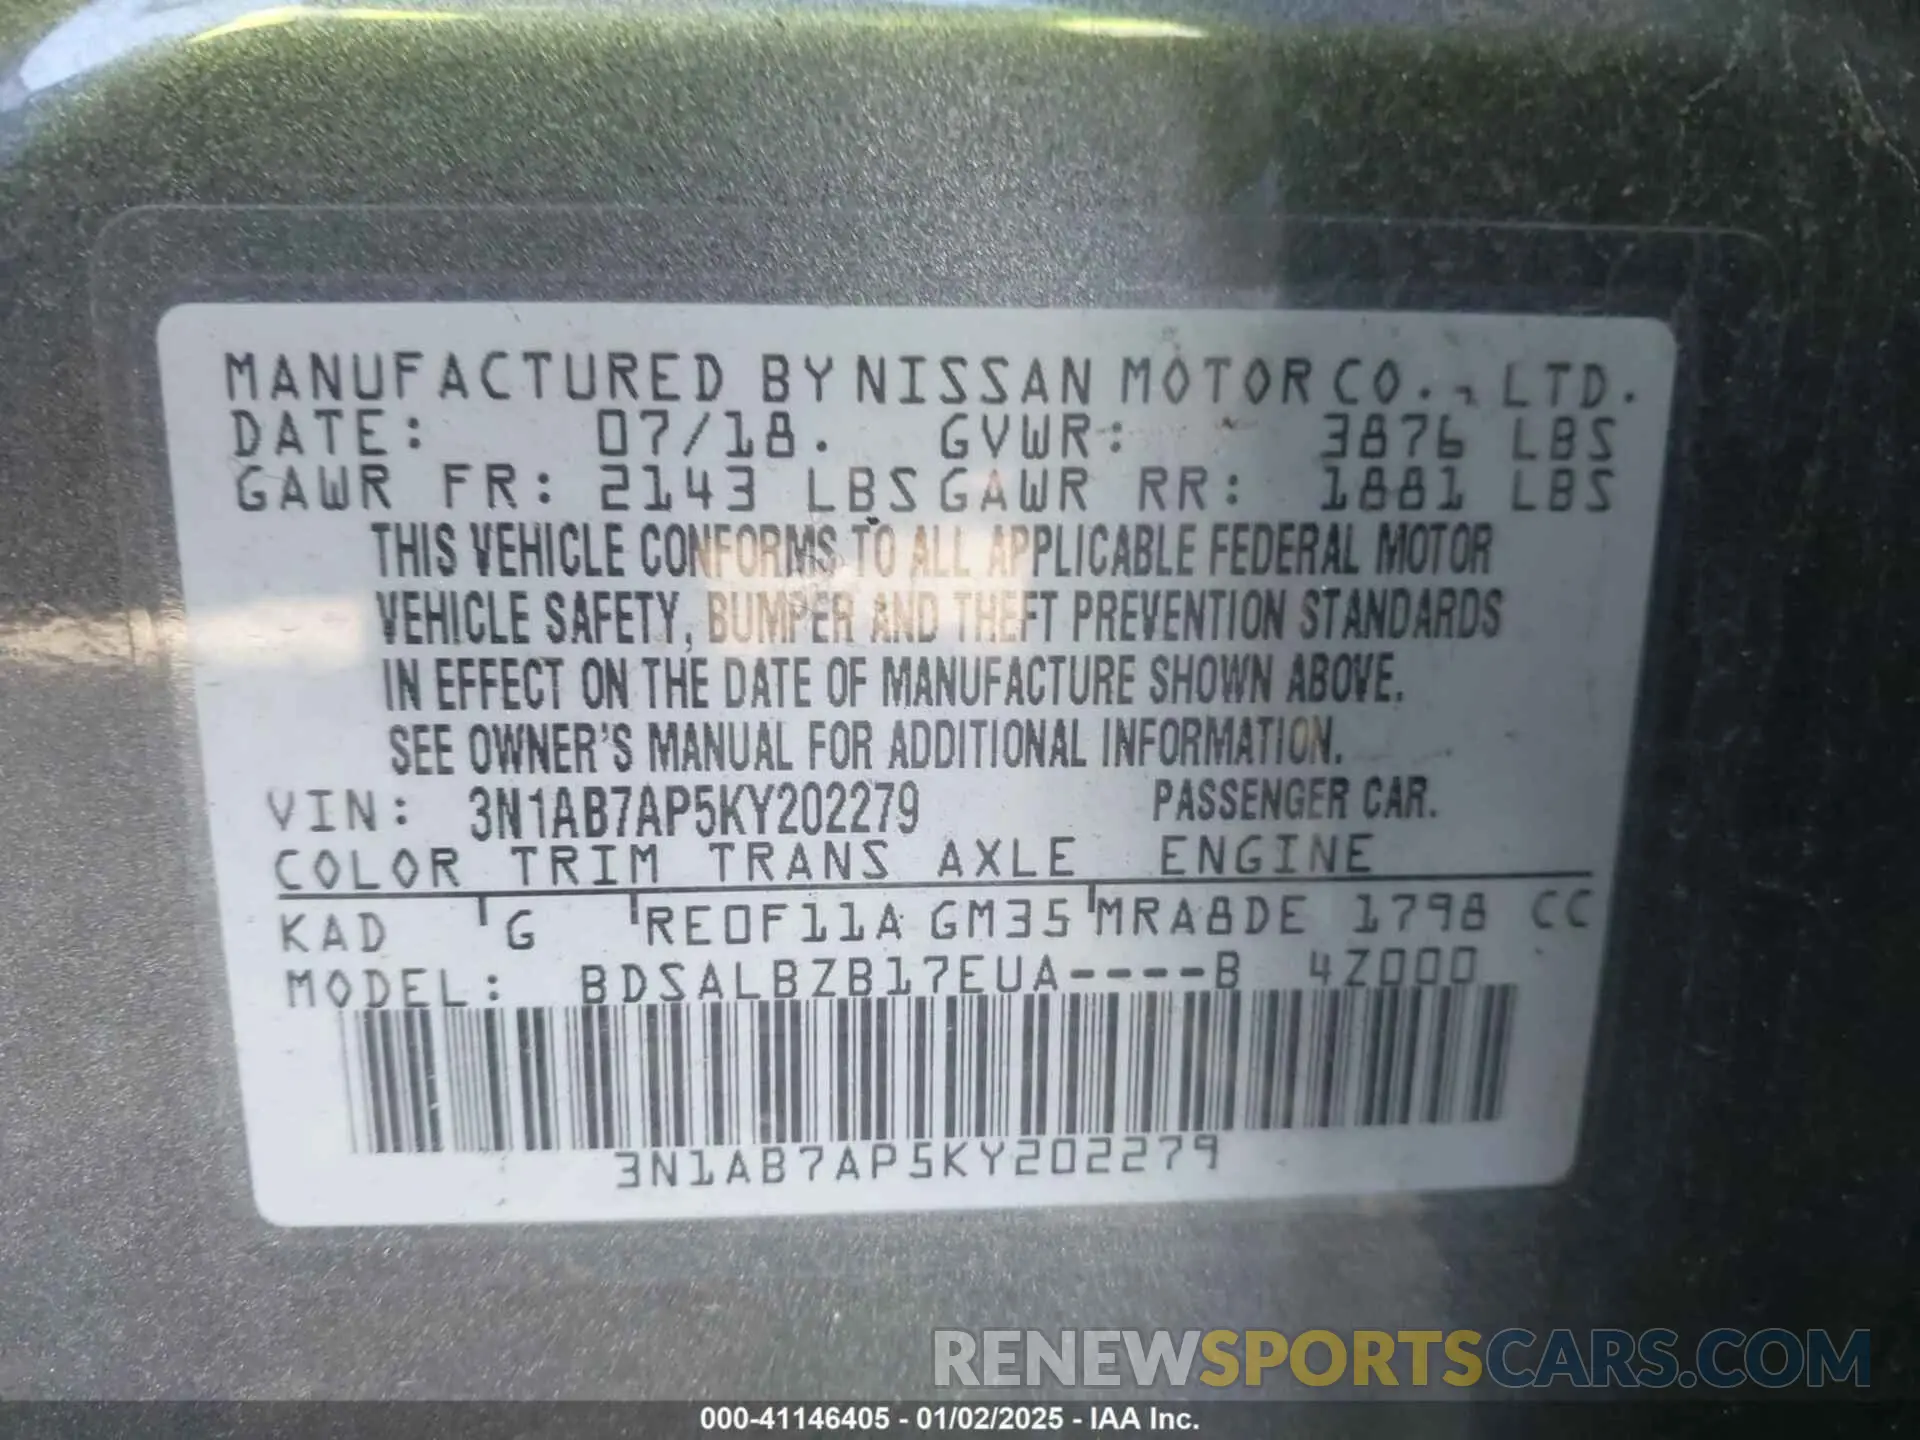 MANUFACTURED BY NISSAN MOTOR CO., LTD.
DATE: 07/18. GVWR: 3876 LBS
GAWR FR: 2143 LBS GAWR RR: 1881 LBS
THIS VEHICLE CONFORMS TO ALL APPLICABLE FEDERAL MOTOR
VEHICLE SAFETY, BUMPER AND THEFT PREVENTION STANDARDS
IN EFFECT ON THE DATE OF MANUFACTURE SHOWN ABOVE.
SEE OWNER'S MANUAL FOR ADDITIONAL INFORMATION.
VIN: 3N1AB7AP5KY202279 PASSENGER CAR.
COLOR TRIM TRANS AXLE ENGINE
KAD G RE0F11A GM35 MRA8DE 1798 CC
MODEL: BDSALBZB17EUA----B 4Z000
3N1AB7AP5KY202279
RENEWSPORTSCARS.COM
000-41146405 - 01/02/2025 - IAA Inc.